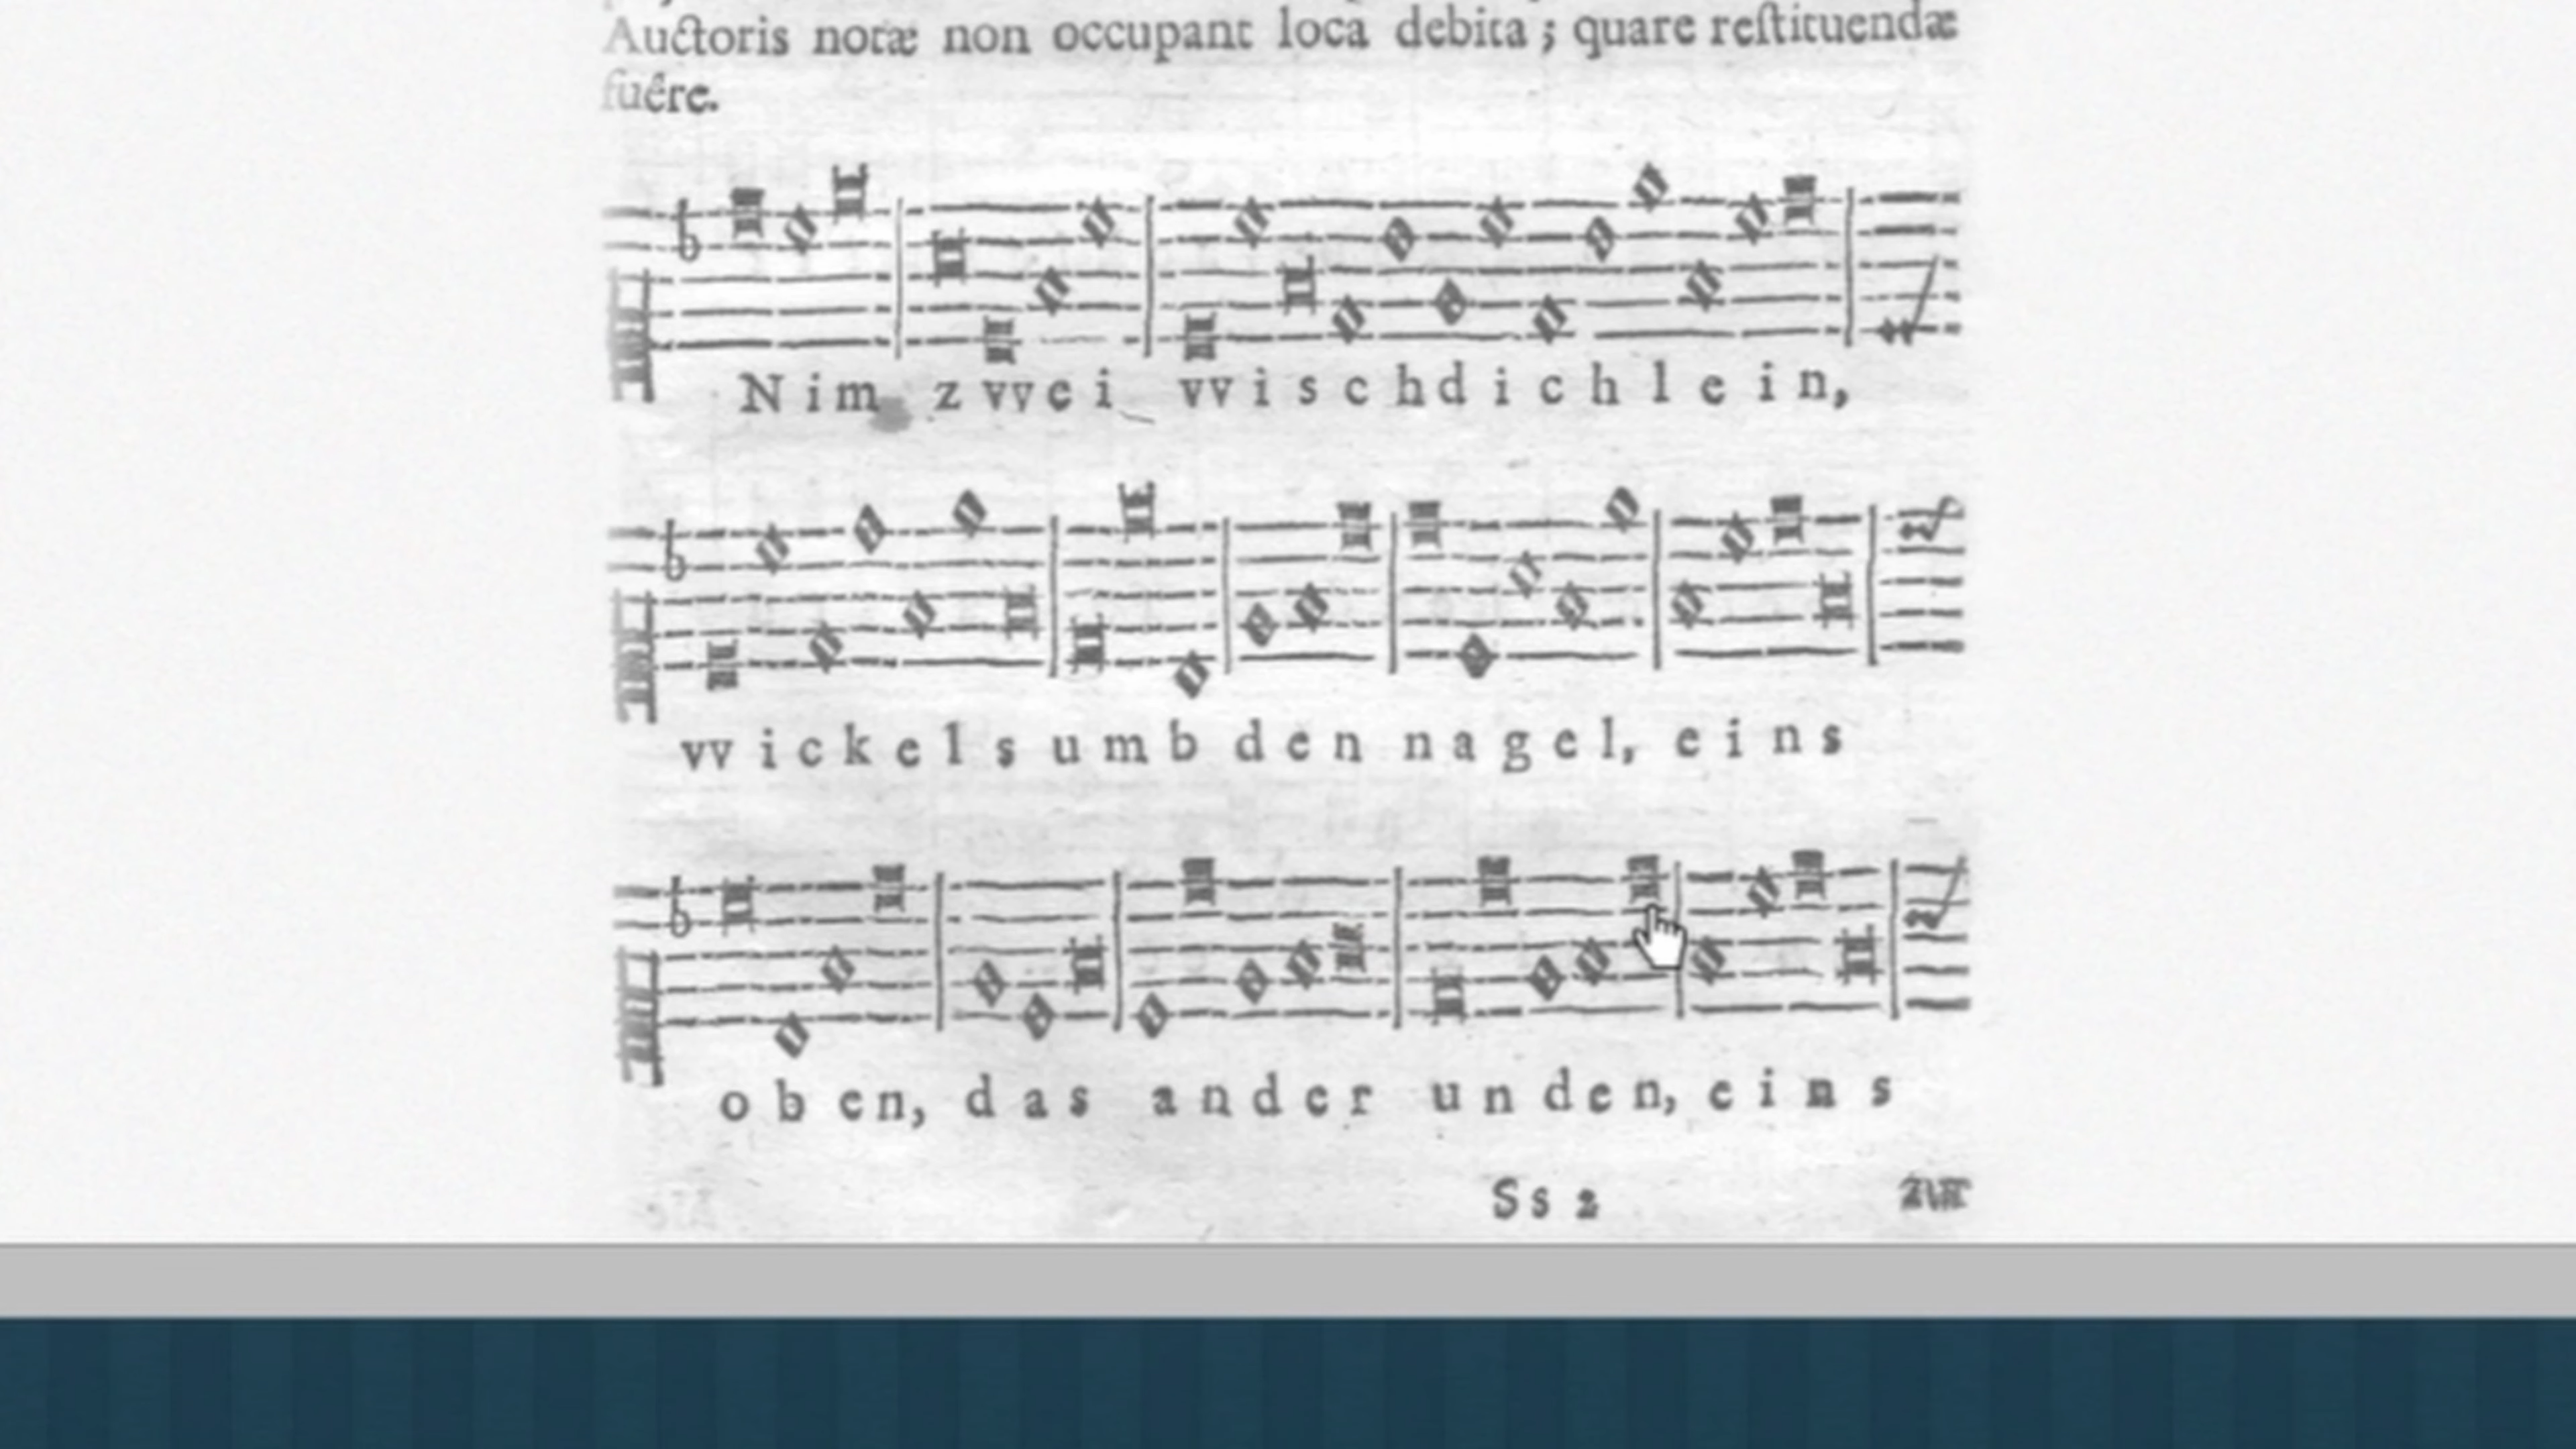 Auctoris notæ non occupant loca debita; quare reſtituendæ
fuêre.
Nim zvvei vvischdichlein,
vvickels umb den nagel, eins
oben, das ander unden, eins
Ss 2